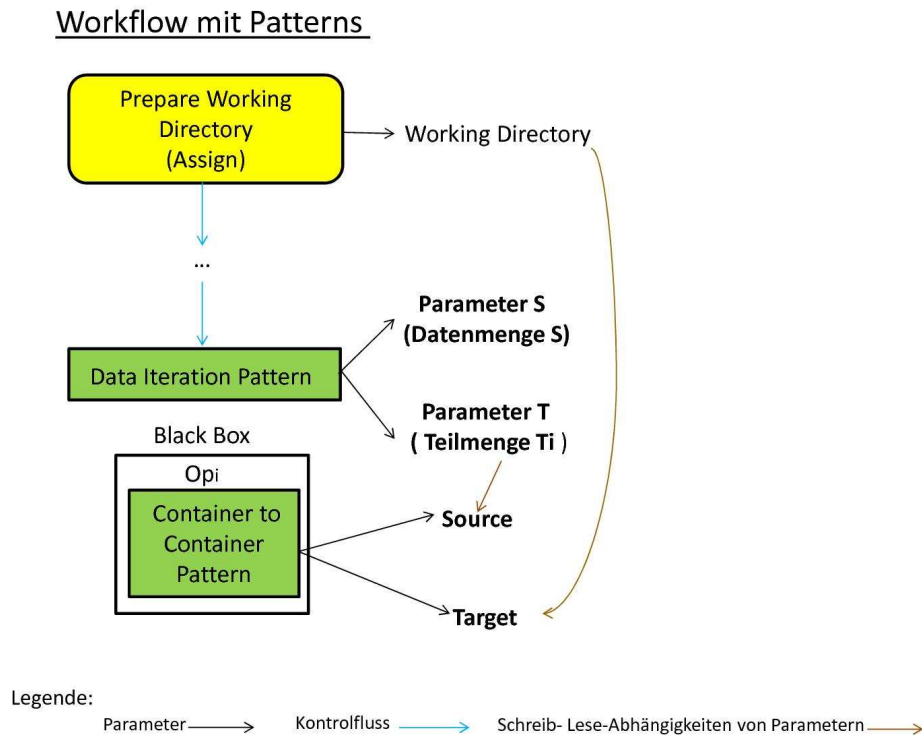 Workflow mit Patterns
Prepare Working
Directory
(Assign)
Working Directory
...
Parameter S
(Datenmenge S)
Data Iteration Pattern
Parameter T
( Teilmenge Ti )
Black Box
Opi
Container to
Container
Pattern
Source
Target
Legende:
Parameter
Kontrolfluss
Schreib- Lese-Abhängigkeiten von Parametern